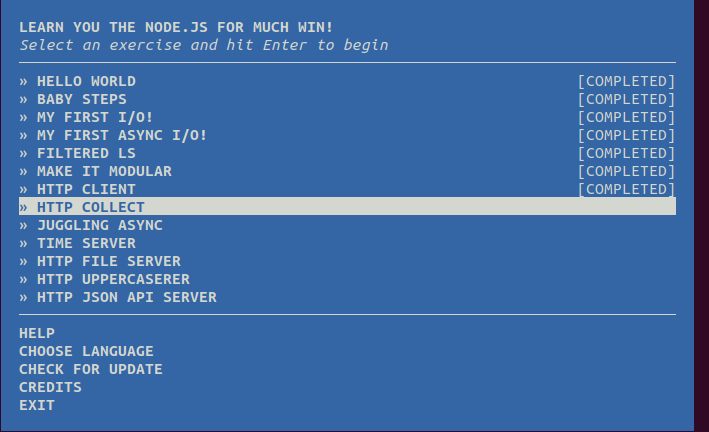 LEARN YOU THE NODE.JS FOR MUCH WIN!
Select an exercise and hit Enter to begin
» HELLO WORLD [COMPLETED]
» BABY STEPS [COMPLETED]
» MY FIRST I/O! [COMPLETED]
» MY FIRST ASYNC I/O! [COMPLETED]
» FILTERED LS [COMPLETED]
» MAKE IT MODULAR [COMPLETED]
» HTTP CLIENT [COMPLETED]
» HTTP COLLECT
» JUGGLING ASYNC
» TIME SERVER
» HTTP FILE SERVER
» HTTP UPPERCASERER
» HTTP JSON API SERVER
HELP
CHOOSE LANGUAGE
CHECK FOR UPDATE
CREDITS
EXIT